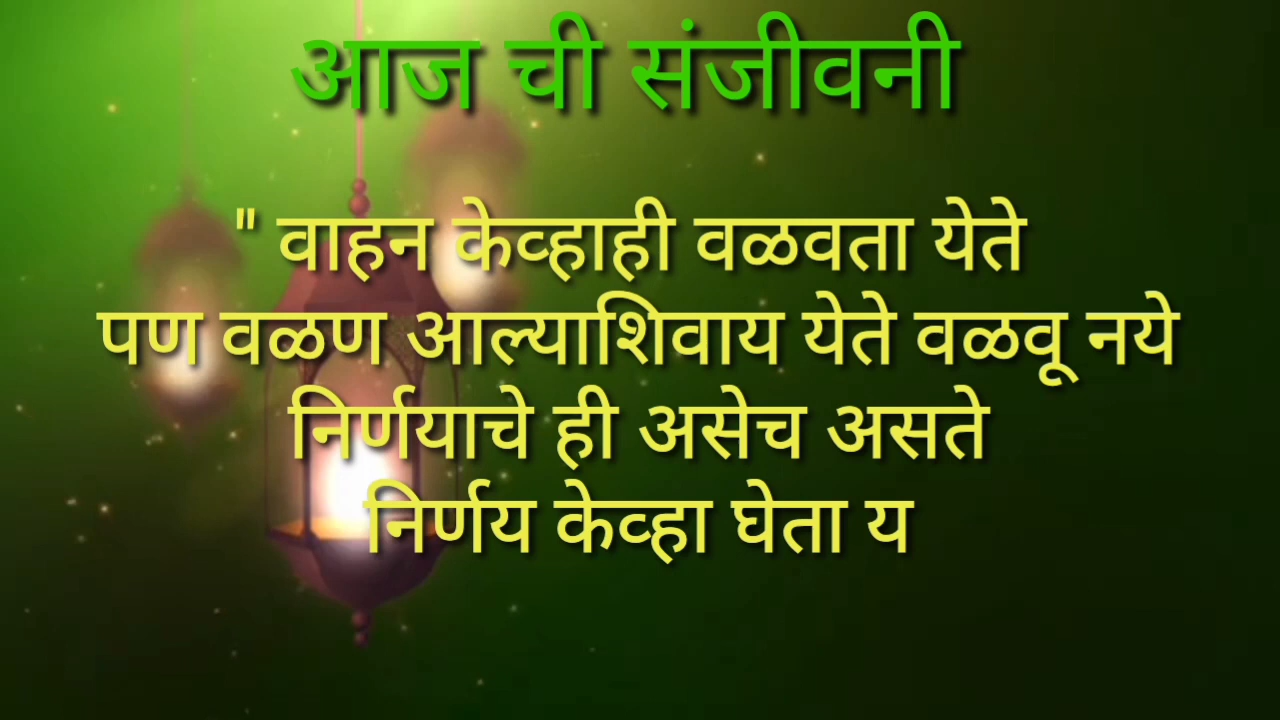 आज ची संजीवनी
" वाहन केव्हाही वळवता येते
पण वळण आल्याशिवाय येते वळवू नये
निर्णयाचे ही असेच असते
निर्णय केव्हा घेता य